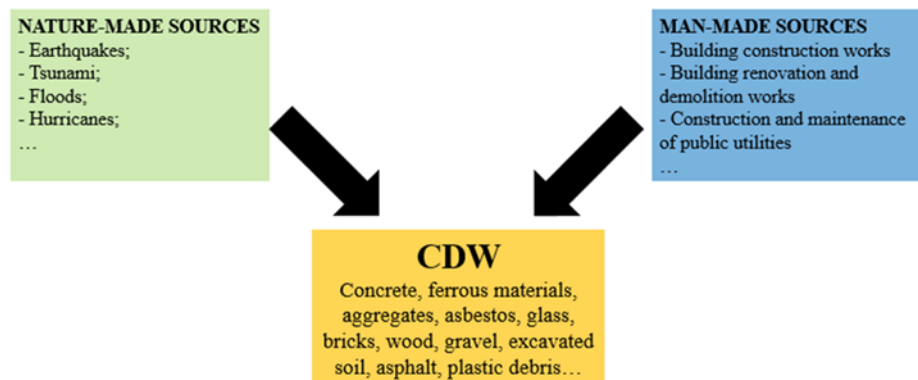 NATURE-MADE SOURCES
- Earthquakes;
- Tsunami;
- Floods;
- Hurricanes;
...
MAN-MADE SOURCES
- Building construction works
- Building renovation and
demolition works
- Construction and maintenance
of public utilities
...
CDW
Concrete, ferrous materials,
aggregates, asbestos, glass,
bricks, wood, gravel, excavated
soil, asphalt, plastic debris...